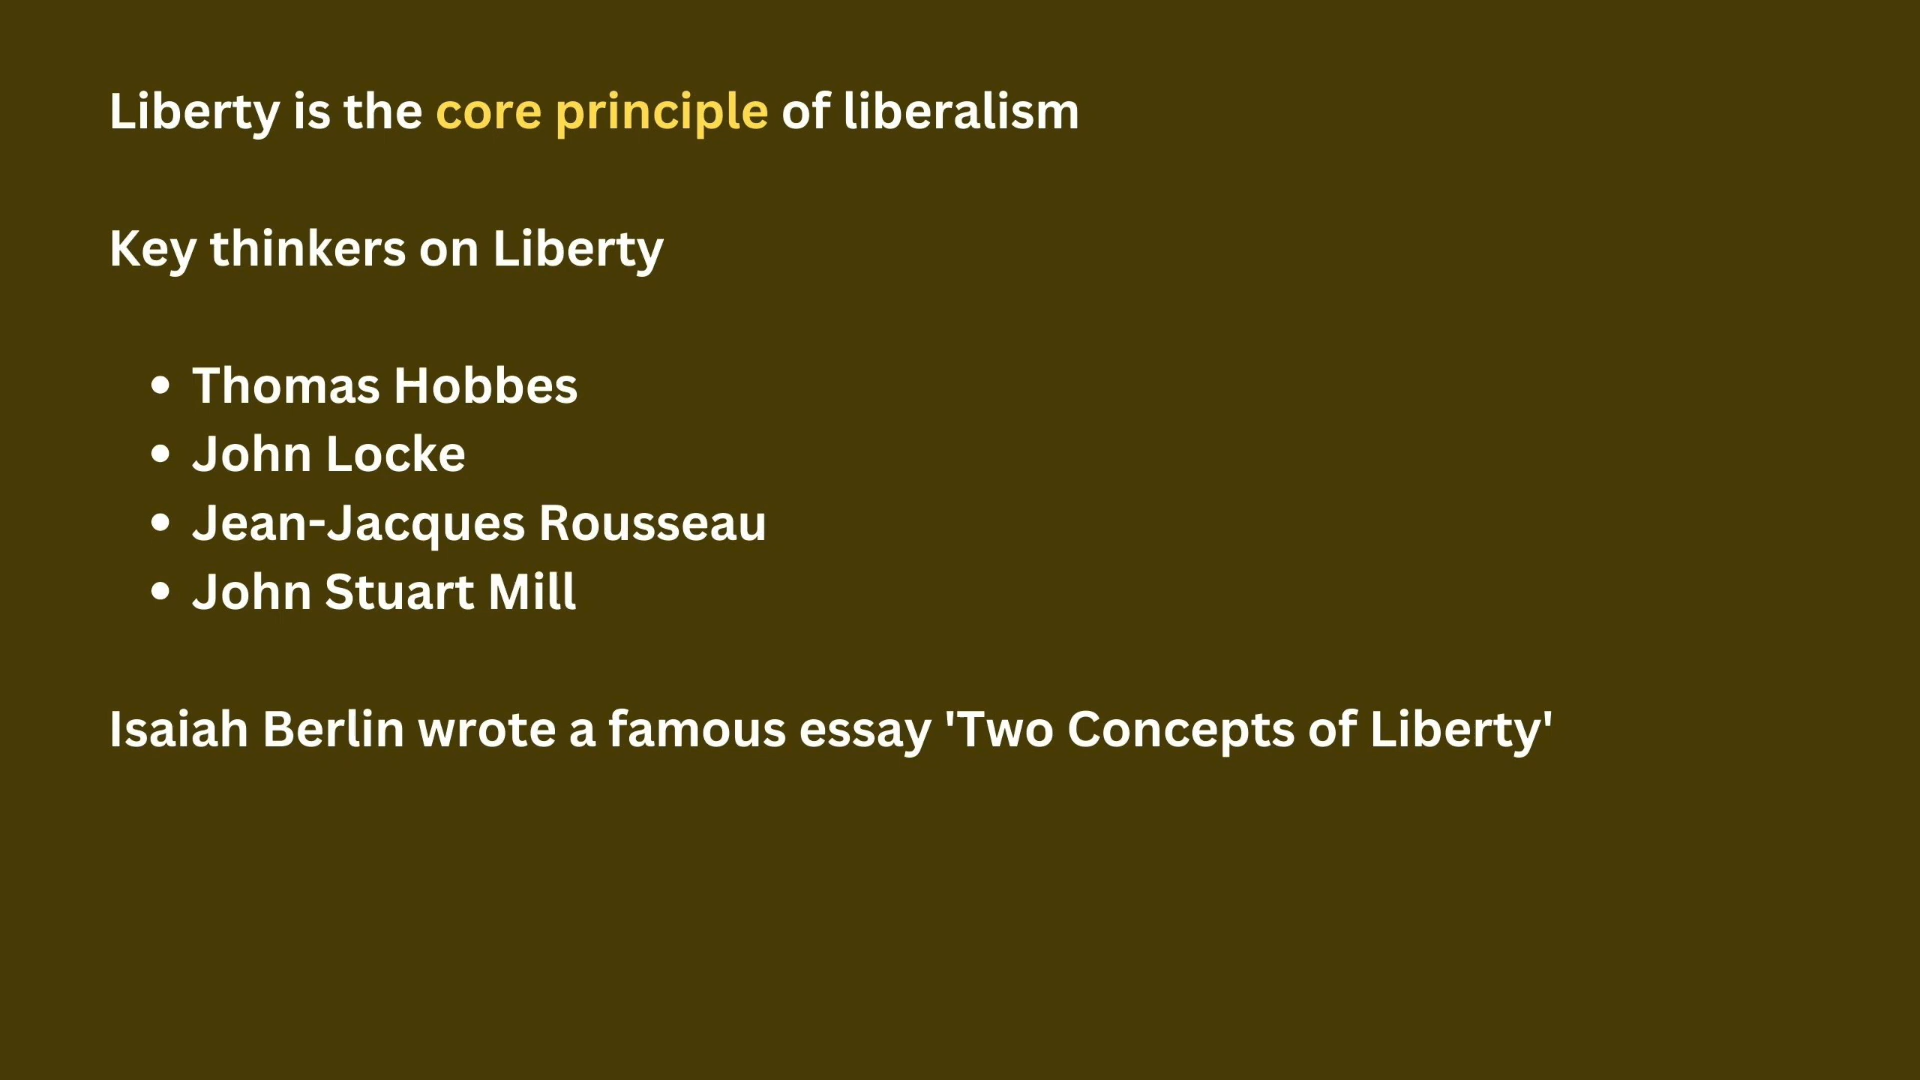 Liberty is the core principle of liberalism
Key thinkers on Liberty
• Thomas Hobbes
• John Locke
• Jean-Jacques Rousseau
• John Stuart Mill
Isaiah Berlin wrote a famous essay 'Two Concepts of Liberty'